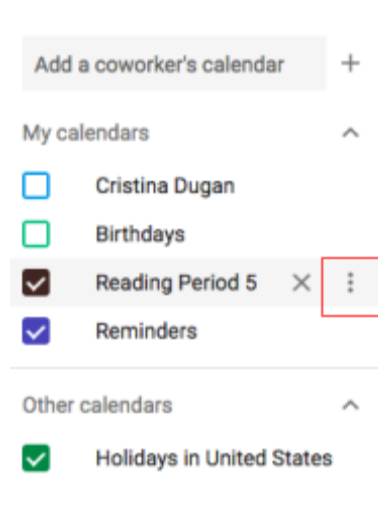 Add a coworker's calendar
My calendars
Cristina Dugan
Birthdays
Reading Period 5
Reminders
Other calendars
Holidays in United States